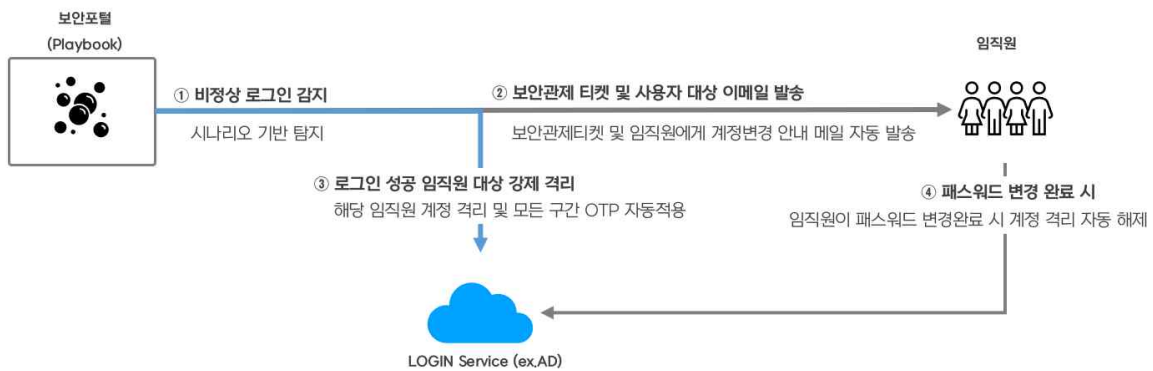 보안포털
(Playbook)
임직원
① 비정상 로그인 감지
시나리오 기반 탐지
② 보안관제 티켓 및 사용자 대상 이메일 발송
보안관제티켓 및 임직원에게 계정변경 안내 메일 자동 발송
③ 로그인 성공 임직원 대상 강제 격리
해당 임직원 계정 격리 및 모든 구간 OTP 자동적용
④ 패스워드 변경 완료 시
임직원이 패스워드 변경완료 시 계정 격리 자동 해제
LOGIN Service (ex,AD)